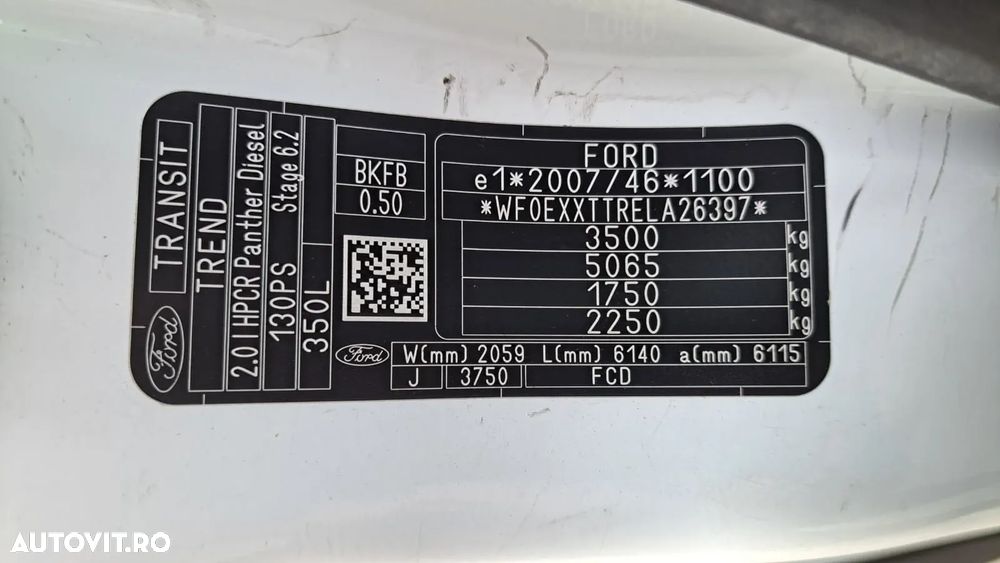 Ford
TRANSIT
TREND
2.0 l HPCR Panther Diesel
130PS Stage 6.2
350L
BKFB
0.50
Ford
FORD
e1*2007/46*1100
*WF0EXXTTRELA26397*
3500 kg
5065 kg
1750 kg
2250 kg
W(mm) 2059 L(mm) 6140 a(mm) 6115
J 3750 FCD
AUTOVIT.RO